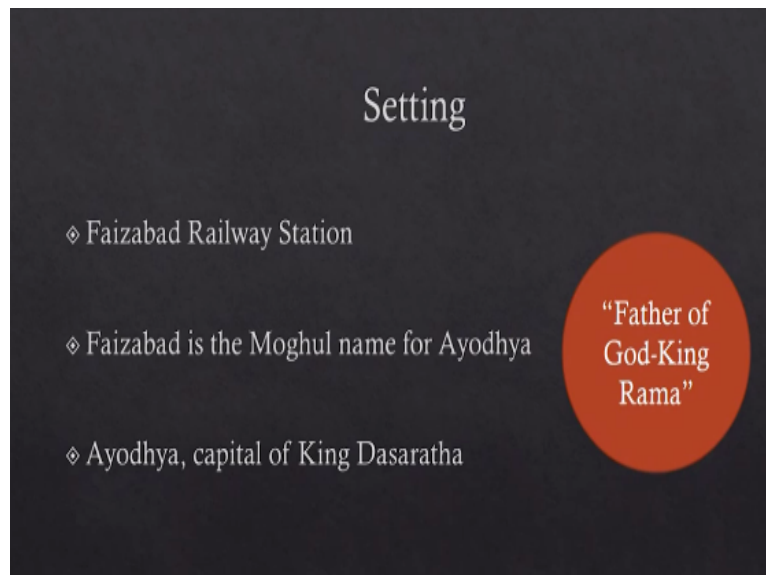 Setting
Faizabad Railway Station
Faizabad is the Moghul name for Ayodhya
Ayodhya, capital of King Dasaratha
“Father of
God-King
Rama”